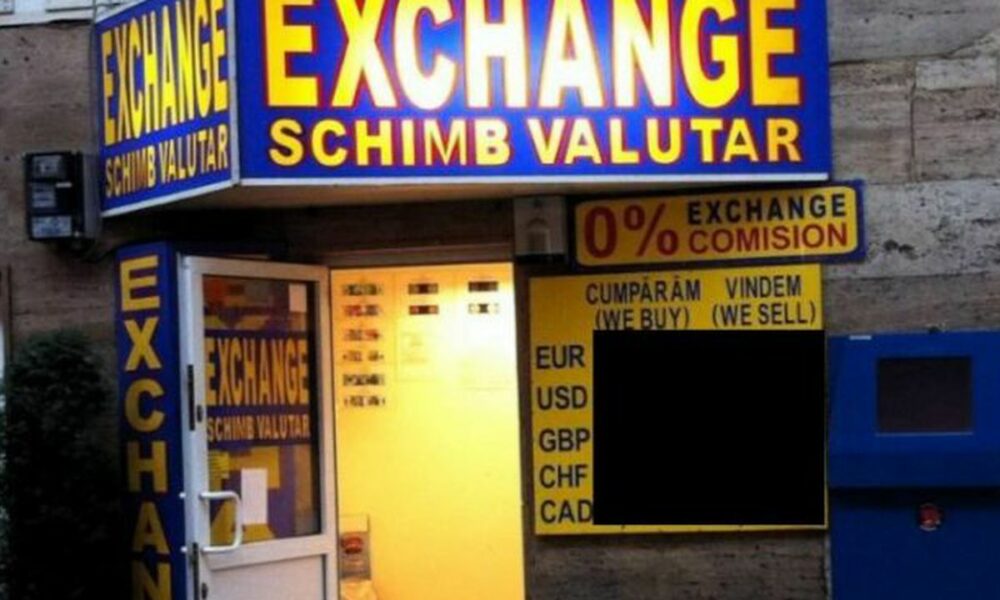 EXCHANGE
SCHIMB VALUTAR
EXCHANGE
SCHIMB VALUTAR
0% EXCHANGE
COMISION
CUMPĂRĂM VINDEM
(WE BUY) (WE SELL)
EUR
USD
GBP
CHF
CAD
EXCHAN
EXCHANGE
SCHIMB VALUTAR